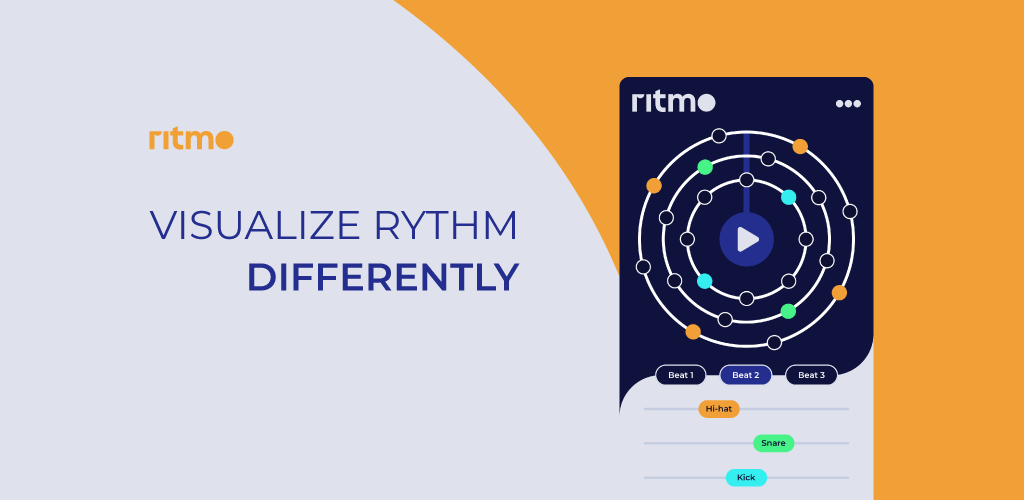 ritmo
VISUALIZE RYTHM
DIFFERENTLY
ritmo
Beat 1
Beat 2
Beat 3
Hi-hat
Snare
Kick